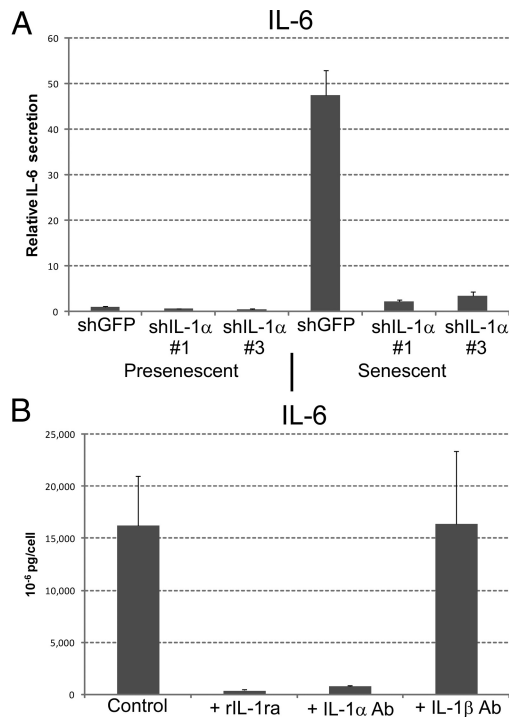 A
IL-6
Relative IL-6 secretion
60
50
40
30
20
10
0
shGFP shIL-1α shIL-1α shGFP shIL-1α shIL-1α
#1 #3 #1 #3
Presenescent Senescent
B
IL-6
10⁻⁶ pg/cell
25,000
20,000
15,000
10,000
5,000
0
Control + rIL-1ra + IL-1α Ab + IL-1β Ab